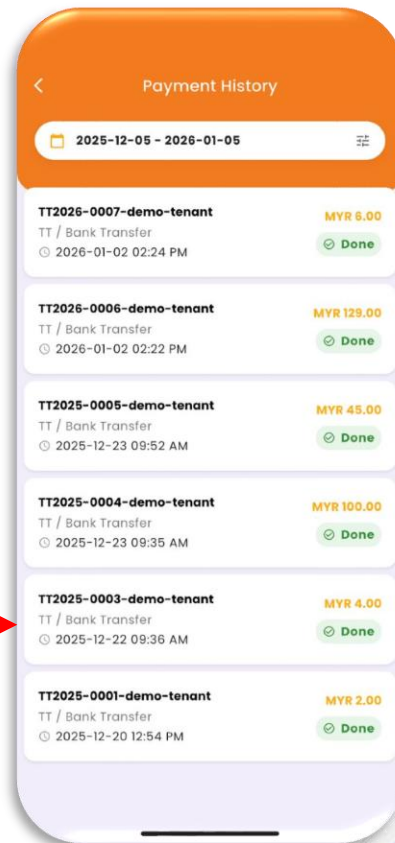 Payment History
2025-12-05 - 2026-01-05
TT2026-0007-demo-tenant
MYR 6.00
TT / Bank Transfer
Done
2026-01-02 02:24 PM
TT2026-0006-demo-tenant
MYR 129.00
TT / Bank Transfer
Done
2026-01-02 02:22 PM
TT2025-0005-demo-tenant
MYR 45.00
TT / Bank Transfer
Done
2025-12-23 09:52 AM
TT2025-0004-demo-tenant
MYR 100.00
TT / Bank Transfer
Done
2025-12-23 09:35 AM
TT2025-0003-demo-tenant
MYR 4.00
TT / Bank Transfer
Done
2025-12-22 09:36 AM
TT2025-0001-demo-tenant
MYR 2.00
TT / Bank Transfer
Done
2025-12-20 12:54 PM